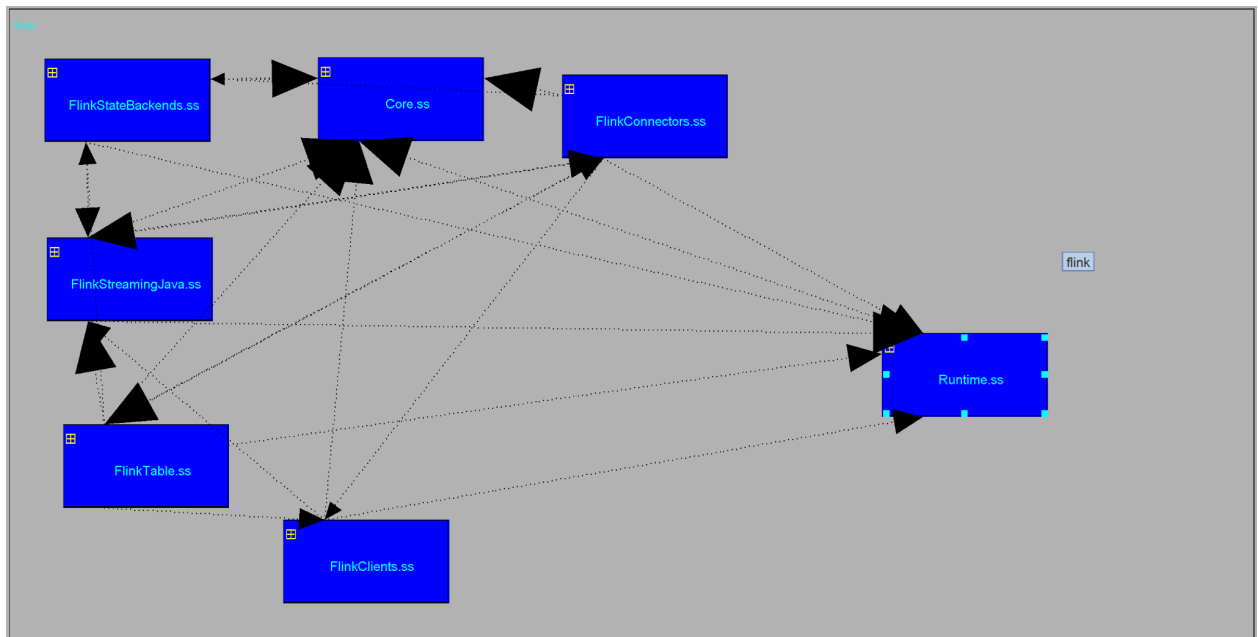 FlinkStateBackends.ss
Core.ss
FlinkConnectors.ss
FlinkStreamingJava.ss
flink
Runtime.ss
FlinkTable.ss
FlinkClients.ss